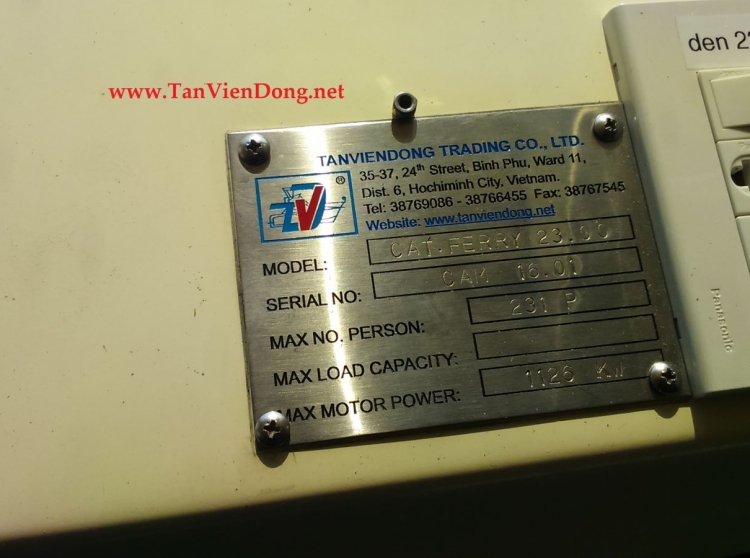 den 22
www.TanVienDong.net
TANVIENDONG TRADING CO., LTD.
35-37, 24th Street, Binh Phu, Ward 11,
Dist. 6, Hochiminh City, Vietnam.
Tel: 38769086 - 38766455 Fax: 38767545
Website: www.tanviendong.net
®
MODEL: CAT.FERRY 23.00
SERIAL NO: CAM 16.01
MAX NO. PERSON: 231 P
MAX LOAD CAPACITY:
MAX MOTOR POWER: 1126 KW
Panasonic